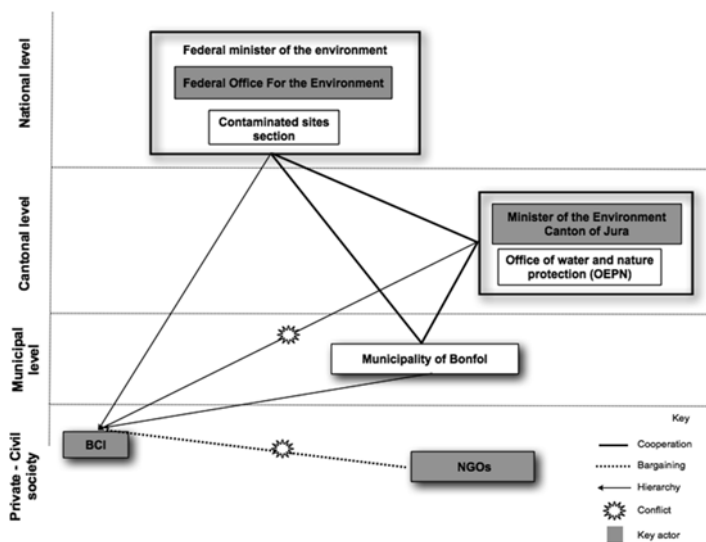 National level
Federal minister of the environment
Federal Office For the Environment
Contaminated sites
section
Cantonal level
Minister of the Environment
Canton of Jura
Office of water and nature
protection (OEPN)
Municipal
level
Municipality of Bonfol
Private - Civil
society
BCI
NGOs
Key
Cooperation
Bargaining
Hierarchy
Conflict
Key actor